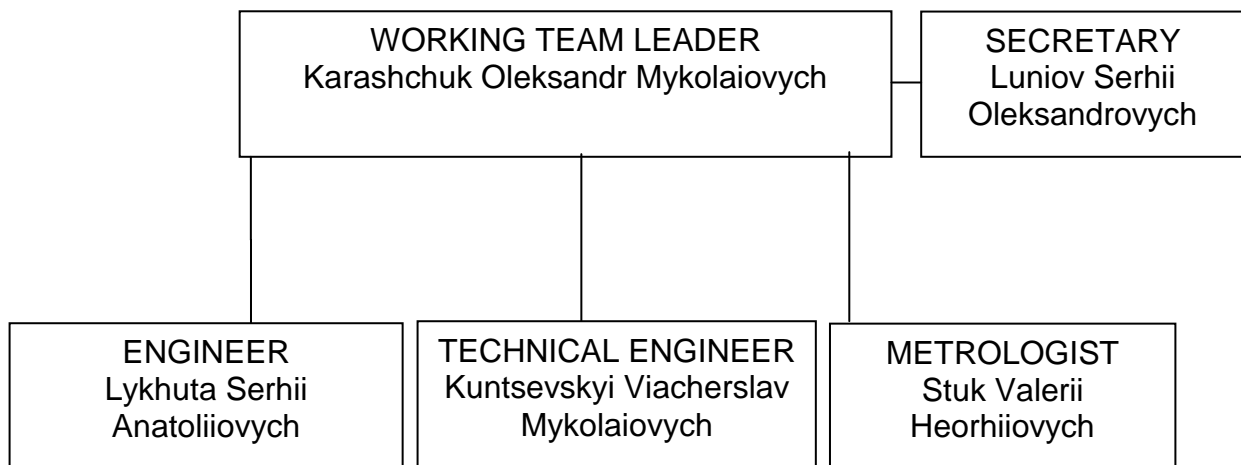 WORKING TEAM LEADER
Karashchuk Oleksandr Mykolaiovych
SECRETARY
Luniov Serhii
Oleksandrovych
ENGINEER
Lykhuta Serhii
Anatoliiovych
TECHNICAL ENGINEER
Kuntsevskyi Viacherslav
Mykolaiovych
METROLOGIST
Stuk Valerii
Heorhiiovych